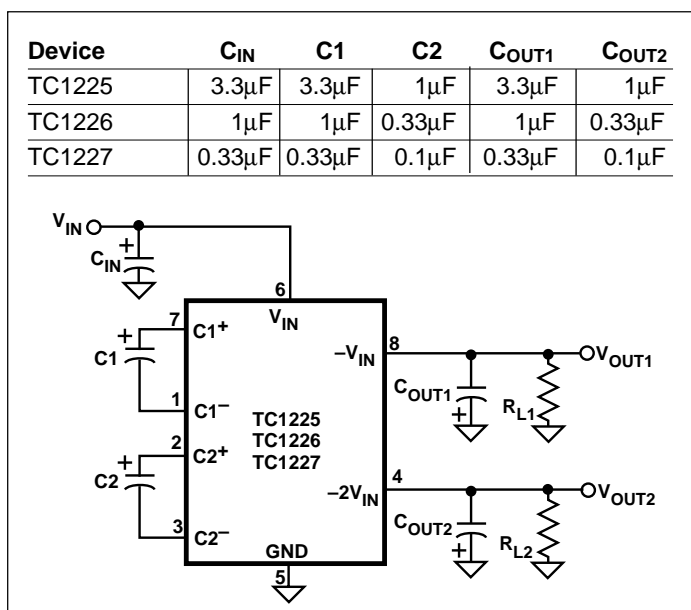 Device C_IN C1 C2 C_OUT1 C_OUT2
TC1225 3.3µF 3.3µF 1µF 3.3µF 1µF
TC1226 1µF 1µF 0.33µF 1µF 0.33µF
TC1227 0.33µF 0.33µF 0.1µF 0.33µF 0.1µF
V_IN
+
C_IN
6
V_IN
7
C1+
+
C1
1
C1–
–V_IN
8
V_OUT1
C_OUT1
+
R_L1
TC1225
TC1226
TC1227
2
C2+
+
C2
3
C2–
–2V_IN
4
V_OUT2
C_OUT2
+
R_L2
GND
5